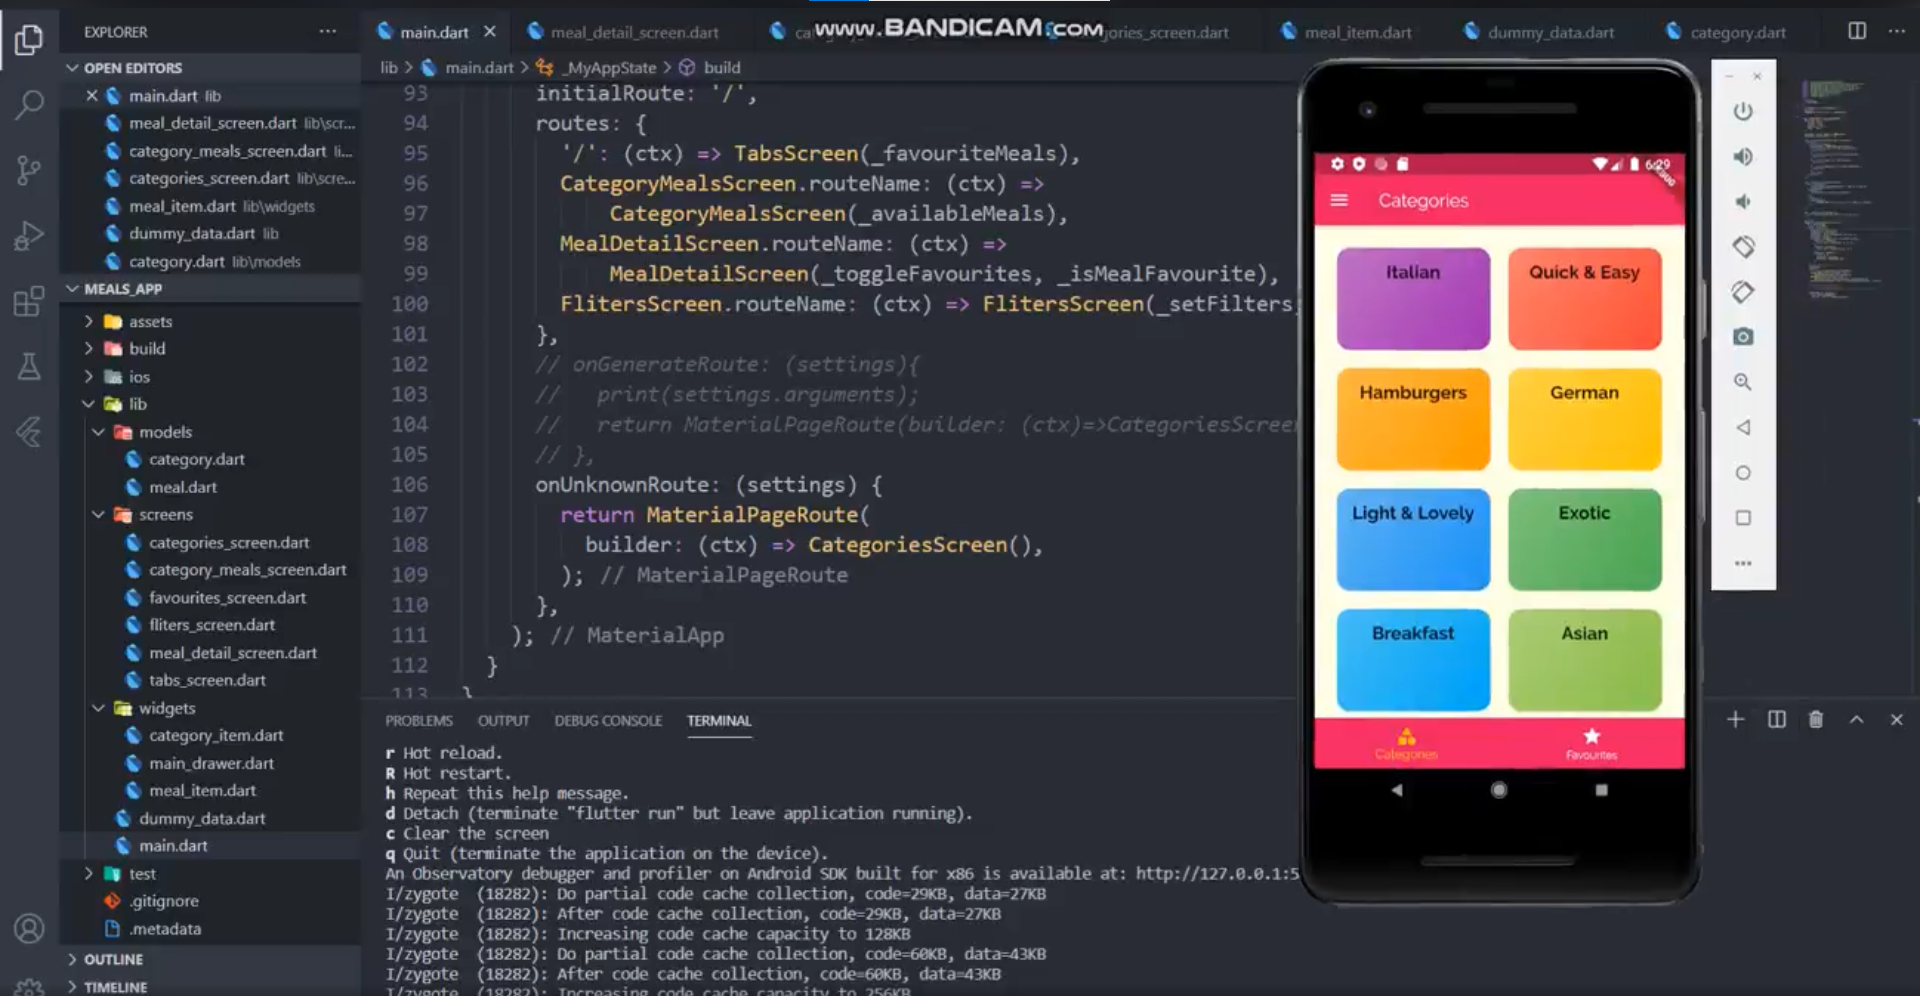 www.BANDICAM.com
EXPLORER
main.dart
meal_detail_screen.dart
meal_item.dart
dummy_data.dart
category.dart
OPEN EDITORS
main.dart lib
meal_detail_screen.dart lib\scr...
category_meals_screen.dart li...
categories_screen.dart lib\scre...
meal_item.dart lib\widgets
dummy_data.dart lib
category.dart lib\models
MEALS_APP
assets
build
ios
lib
models
category.dart
meal.dart
screens
categories_screen.dart
category_meals_screen.dart
favourites_screen.dart
fliters_screen.dart
meal_detail_screen.dart
tabs_screen.dart
widgets
category_item.dart
main_drawer.dart
meal_item.dart
dummy_data.dart
main.dart
test
.gitignore
.metadata
OUTLINE
TIMELINE
lib > main.dart > _MyAppState > build
93 initialRoute: '/',
94 routes: {
95 '/': (ctx) => TabsScreen(_favouriteMeals),
96 CategoryMealsScreen.routeName: (ctx) =>
97 CategoryMealsScreen(_availableMeals),
98 MealDetailScreen.routeName: (ctx) =>
99 MealDetailScreen(_toggleFavourites, _isMealFavourite),
100 FlitersScreen.routeName: (ctx) => FlitersScreen(_setFilters,
101 },
102 // onGenerateRoute: (settings){
103 // print(settings.arguments);
104 // return MaterialPageRoute(builder: (ctx)=>CategoriesScree
105 // },
106 onUnknownRoute: (settings) {
107 return MaterialPageRoute(
108 builder: (ctx) => CategoriesScreen(),
109 ); // MaterialPageRoute
110 },
111 ); // MaterialApp
112 }
113 }
PROBLEMS OUTPUT DEBUG CONSOLE TERMINAL
r Hot reload.
R Hot restart.
h Repeat this help message.
d Detach (terminate "flutter run" but leave application running).
c Clear the screen
q Quit (terminate the application on the device).
An Observatory debugger and profiler on Android SDK built for x86 is available at: http://127.0.0.1:5
I/zygote (18282): Do partial code cache collection, code=29KB, data=27KB
I/zygote (18282): After code cache collection, code=29KB, data=27KB
I/zygote (18282): Increasing code cache capacity to 128KB
I/zygote (18282): Do partial code cache collection, code=60KB, data=43KB
I/zygote (18282): After code cache collection, code=60KB, data=43KB
I/zygote (18282): Increasing code cache capacity to 256KB
6:29
Categories
Italian
Quick & Easy
Hamburgers
German
Light & Lovely
Exotic
Breakfast
Asian
Categories
Favourites